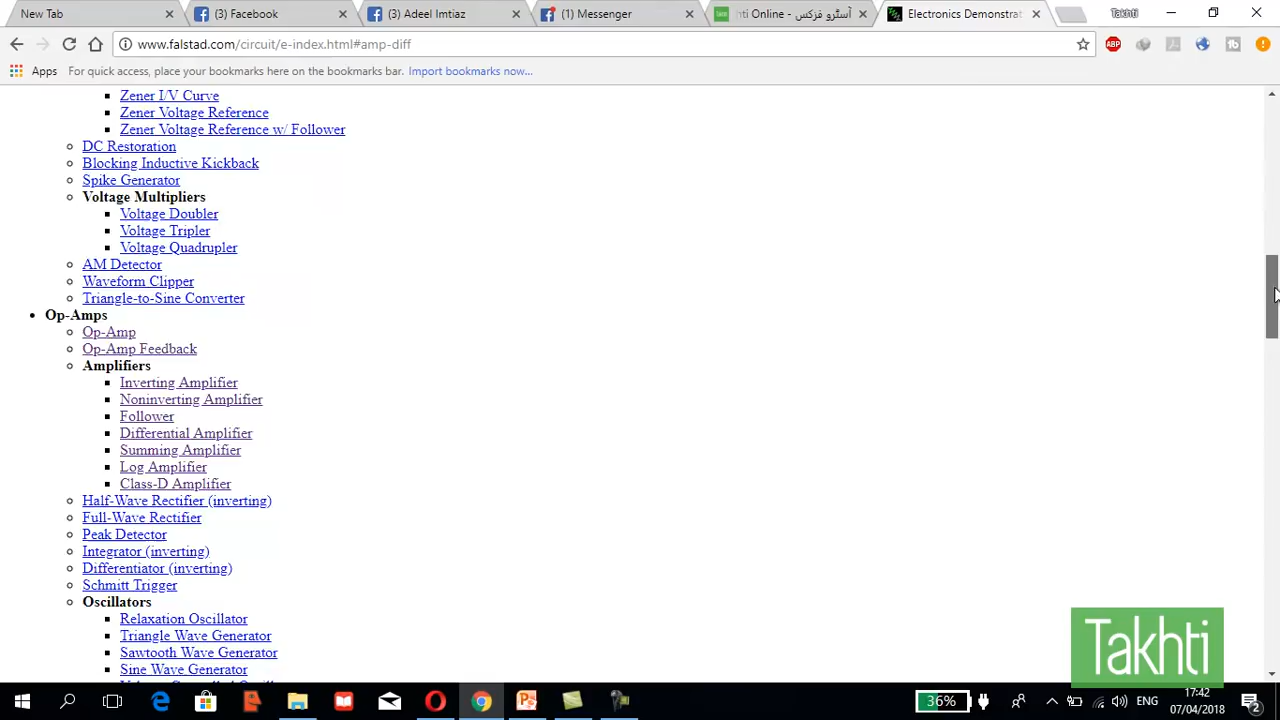 New Tab
(3) Facebook
(3) Adeel Imtiaz
(1) Messenger
آسٹرو فزکس - nti Online
Electronics Demonstrat
Takhti
www.falstad.com/circuit/e-index.html#amp-diff
ABP
Apps
For quick access, place your bookmarks here on the bookmarks bar. Import bookmarks now...
Zener I/V Curve
Zener Voltage Reference
Zener Voltage Reference w/ Follower
DC Restoration
Blocking Inductive Kickback
Spike Generator
Voltage Multipliers
Voltage Doubler
Voltage Tripler
Voltage Quadrupler
AM Detector
Waveform Clipper
Triangle-to-Sine Converter
Op-Amps
Op-Amp
Op-Amp Feedback
Amplifiers
Inverting Amplifier
Noninverting Amplifier
Follower
Differential Amplifier
Summing Amplifier
Log Amplifier
Class-D Amplifier
Half-Wave Rectifier (inverting)
Full-Wave Rectifier
Peak Detector
Integrator (inverting)
Differentiator (inverting)
Schmitt Trigger
Oscillators
Relaxation Oscillator
Triangle Wave Generator
Sawtooth Wave Generator
Sine Wave Generator
Takhti
36%
ENG
17:42
07/04/2018
2